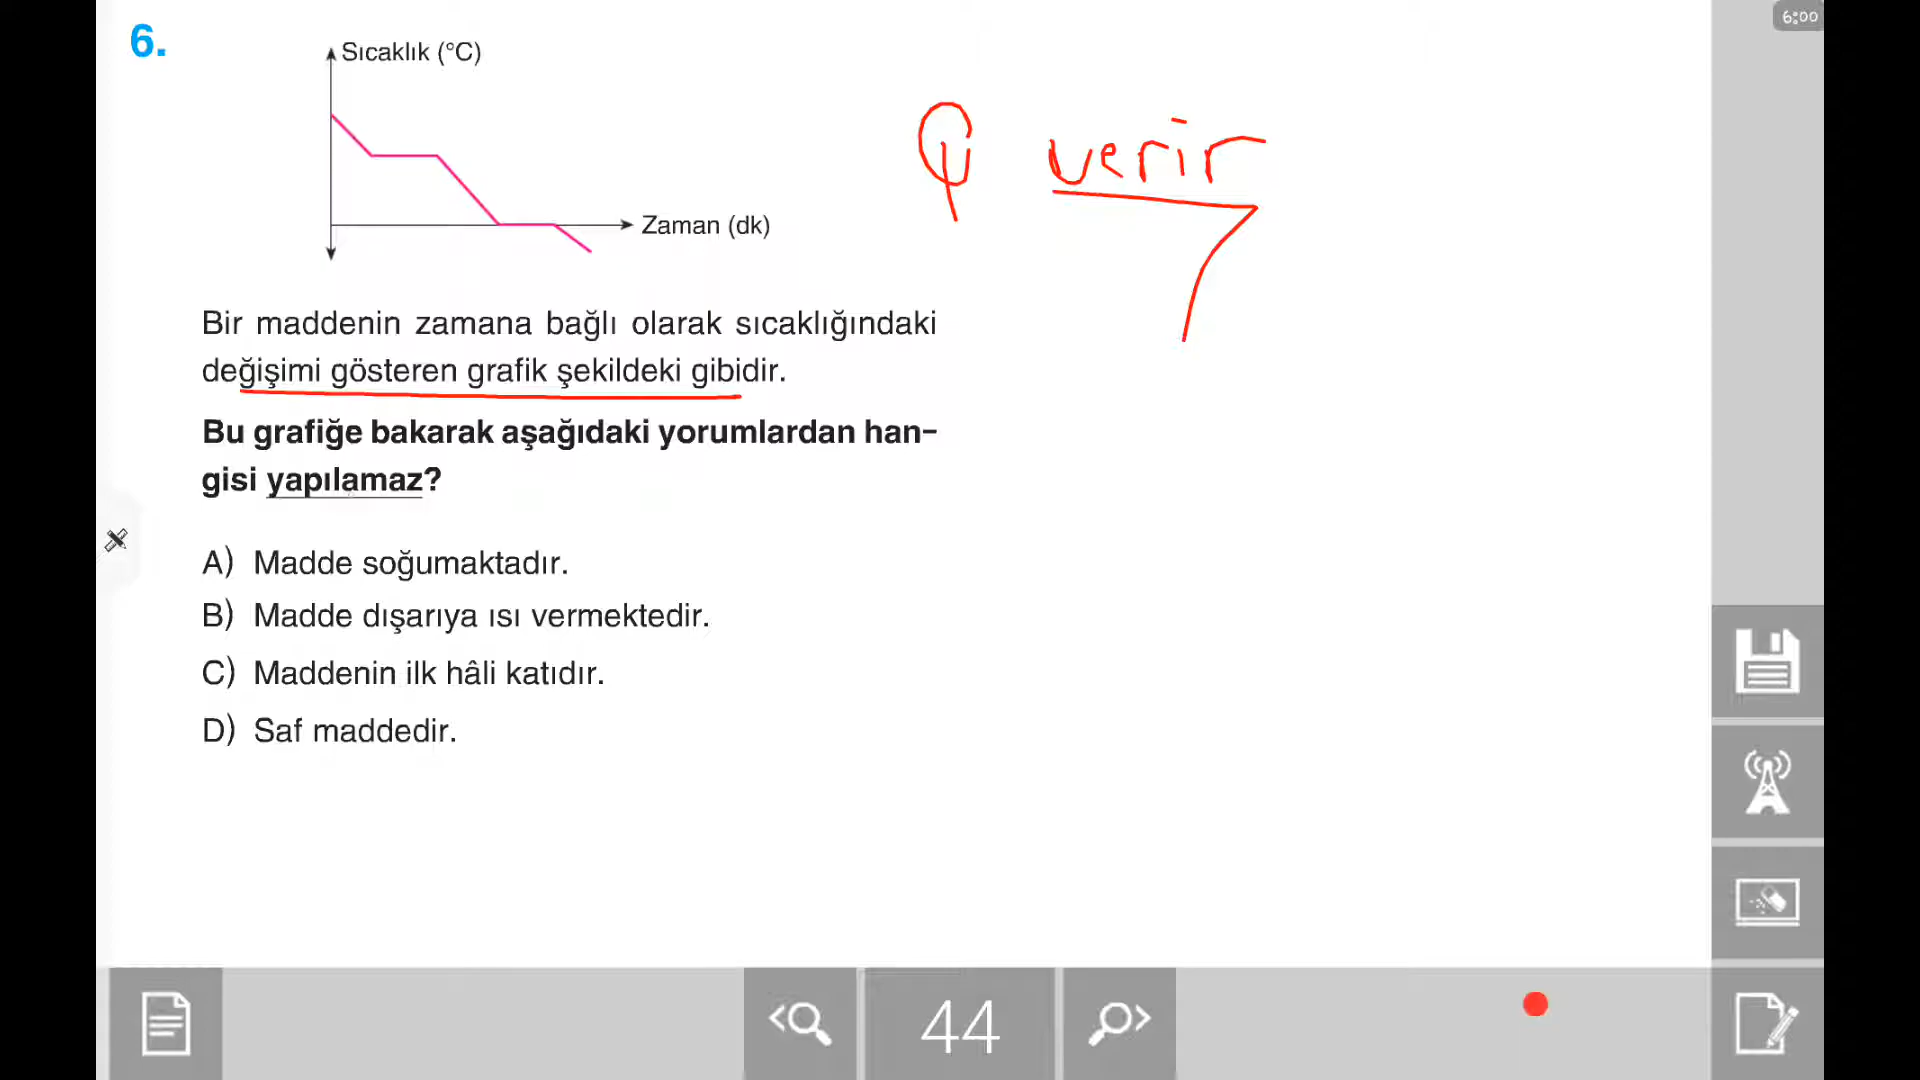 6:00
6.
Sıcaklık (°C)
verir
Zaman (dk)
Bir maddenin zamana bağlı olarak sıcaklığındaki
değişimi gösteren grafik şekildeki gibidir.
Bu grafiğe bakarak aşağıdaki yorumlardan han-
gisi yapılamaz?
A) Madde soğumaktadır.
B) Madde dışarıya ısı vermektedir.
C) Maddenin ilk hâli katıdır.
D) Saf maddedir.
44